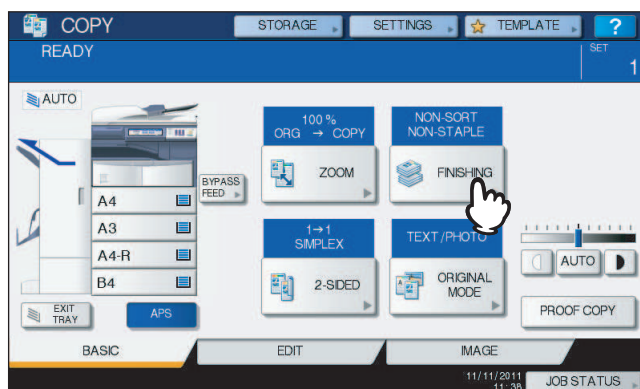 COPY
STORAGE
SETTINGS
TEMPLATE
?
READY
SET
1
AUTO
100 %
ORG → COPY
NON-SORT
NON-STAPLE
ZOOM
FINISHING
BYPASS
FEED
A4
A3
A4-R
B4
1→1
SIMPLEX
TEXT/PHOTO
2-SIDED
ORIGINAL
MODE
AUTO
EXIT
TRAY
APS
PROOF COPY
BASIC
EDIT
IMAGE
11/11/2011
11:38
JOB STATUS